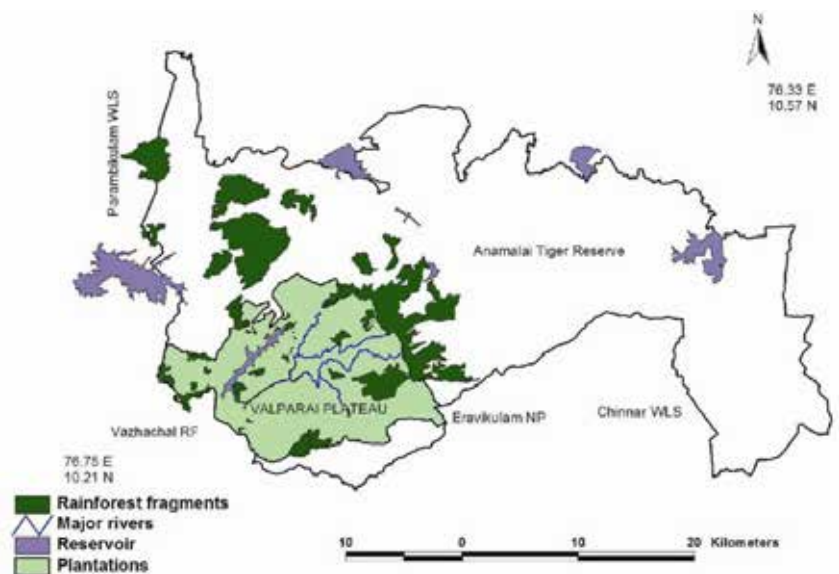 N
76.33 E
10.57 N
Parambikulam WLS
Anamalai Tiger Reserve
VALPARAI PLATEAU
Eravikulam NP
Chinnar WLS
Vazhachal RF
76.75 E
10.21 N
Rainforest fragments
Major rivers
Reservoir
Plantations
10 0 10 20 Kilometers